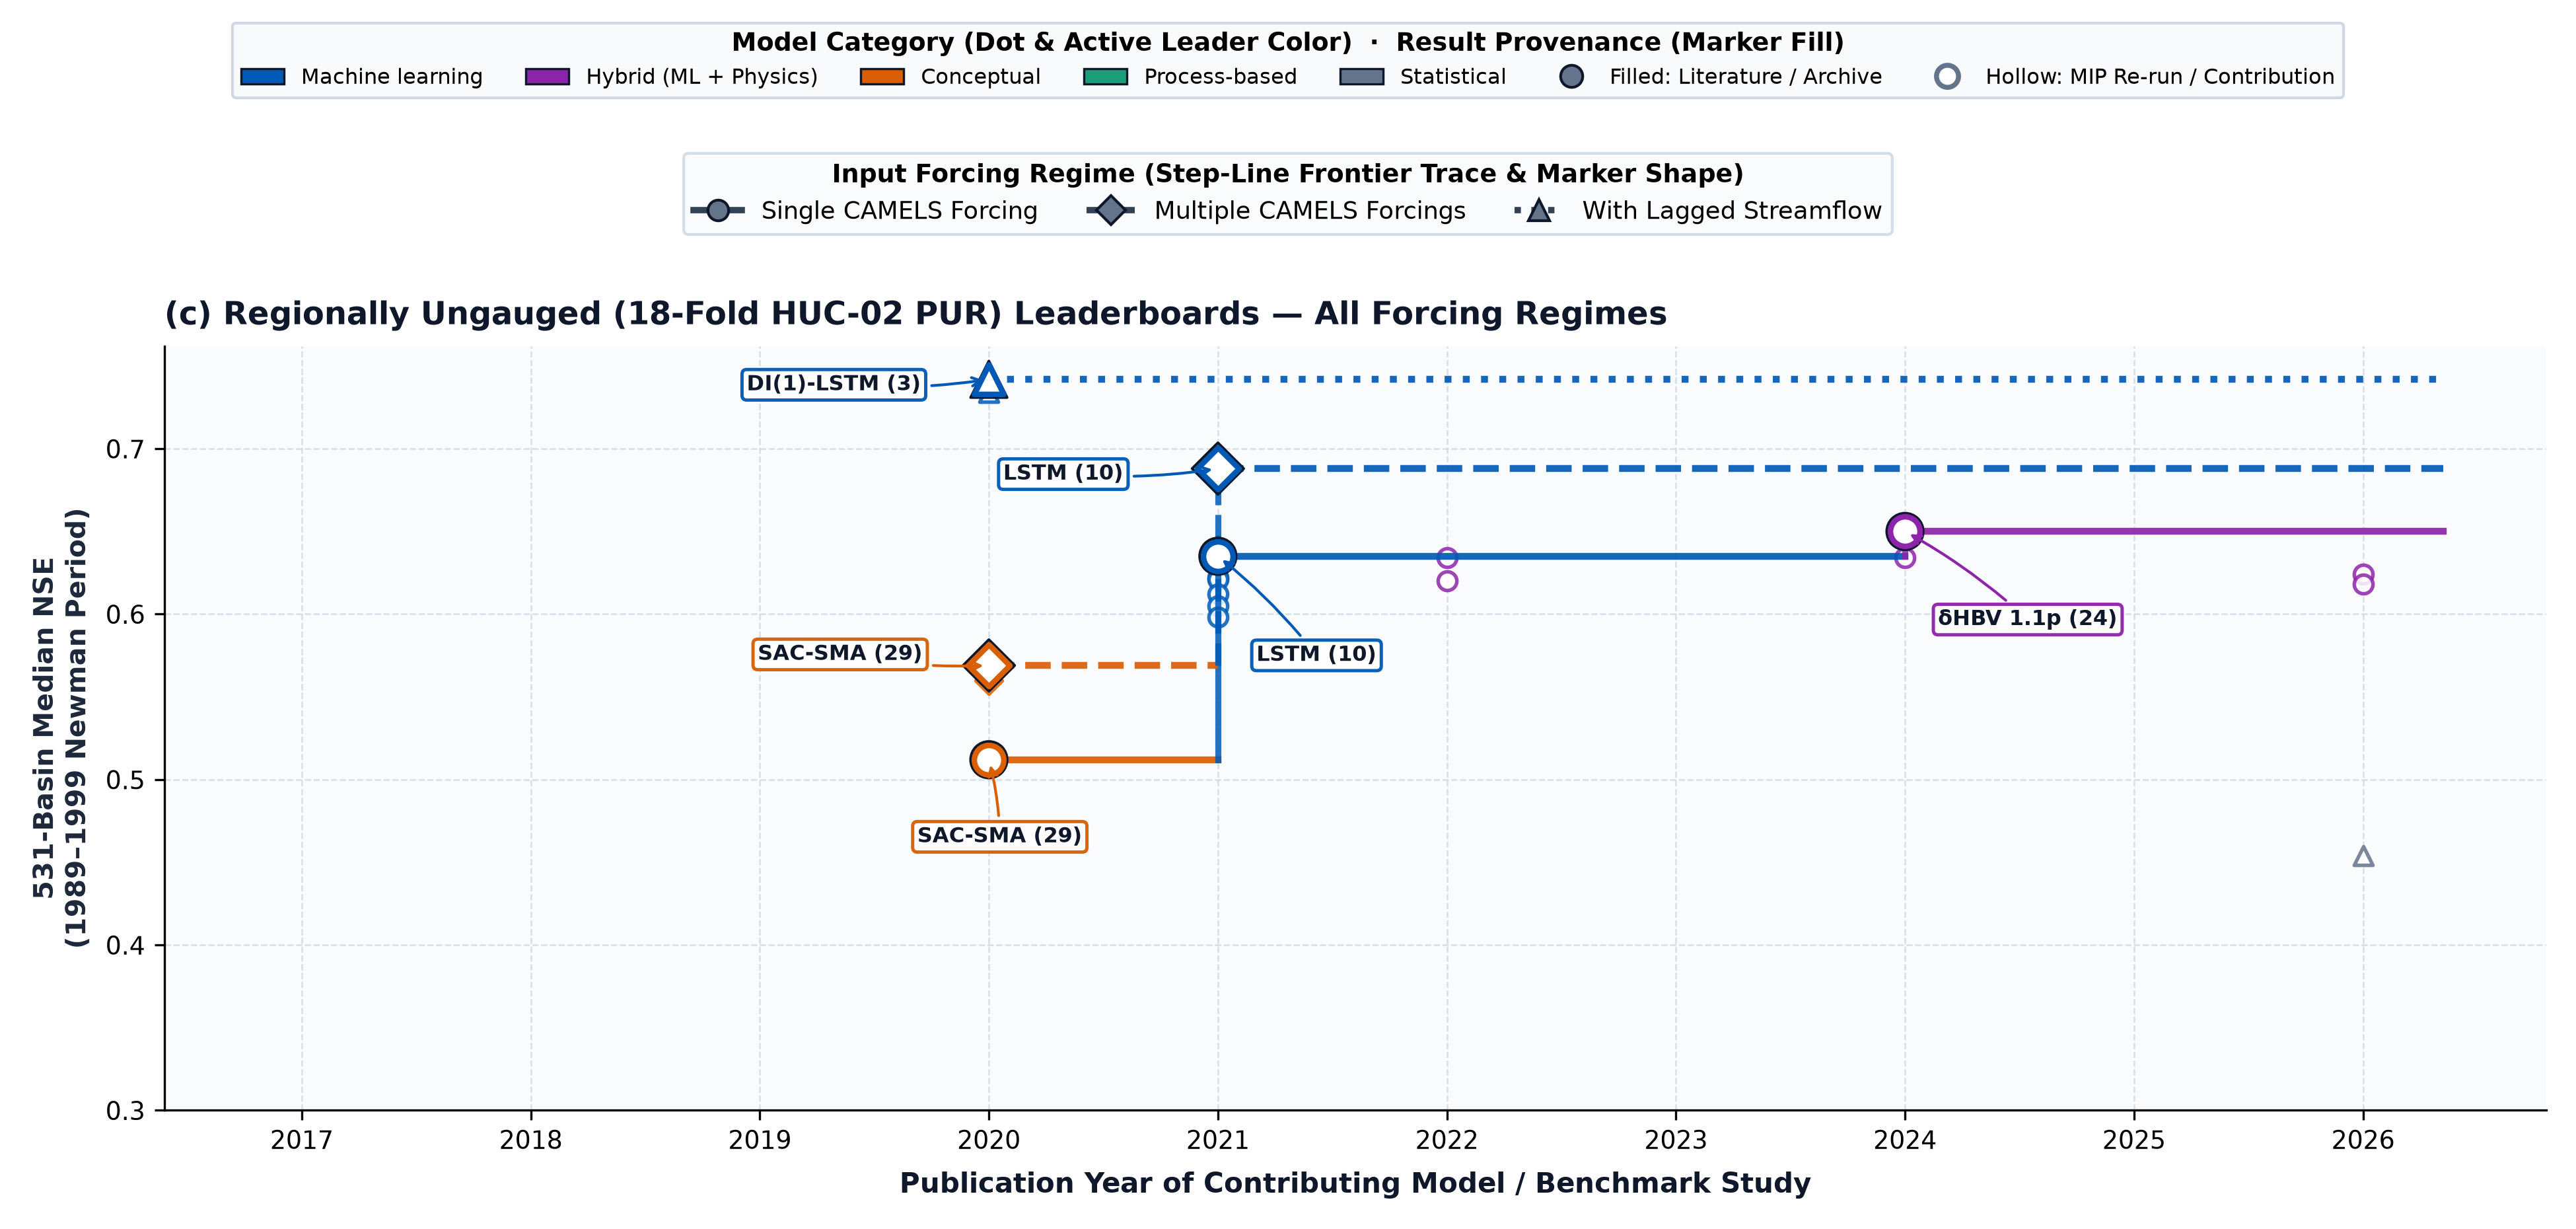 Model Category (Dot & Active Leader Color)  ·  Result Provenance (Marker Fill)
Machine learning  Hybrid (ML + Physics)  Conceptual  Process-based  Statistical  Filled: Literature / Archive  Hollow: MIP Re-run / Contribution
Input Forcing Regime (Step-Line Frontier Trace & Marker Shape)
Single CAMELS Forcing  Multiple CAMELS Forcings  With Lagged Streamflow
(c) Regionally Ungauged (18-Fold HUC-02 PUR) Leaderboards — All Forcing Regimes
531-Basin Median NSE
(1989–1999 Newman Period)
0.7
0.6
0.5
0.4
0.3
DI(1)-LSTM (3)
LSTM (10)
SAC-SMA (29)
LSTM (10)
δHBV 1.1p (24)
SAC-SMA (29)
2017 2018 2019 2020 2021 2022 2023 2024 2025 2026
Publication Year of Contributing Model / Benchmark Study